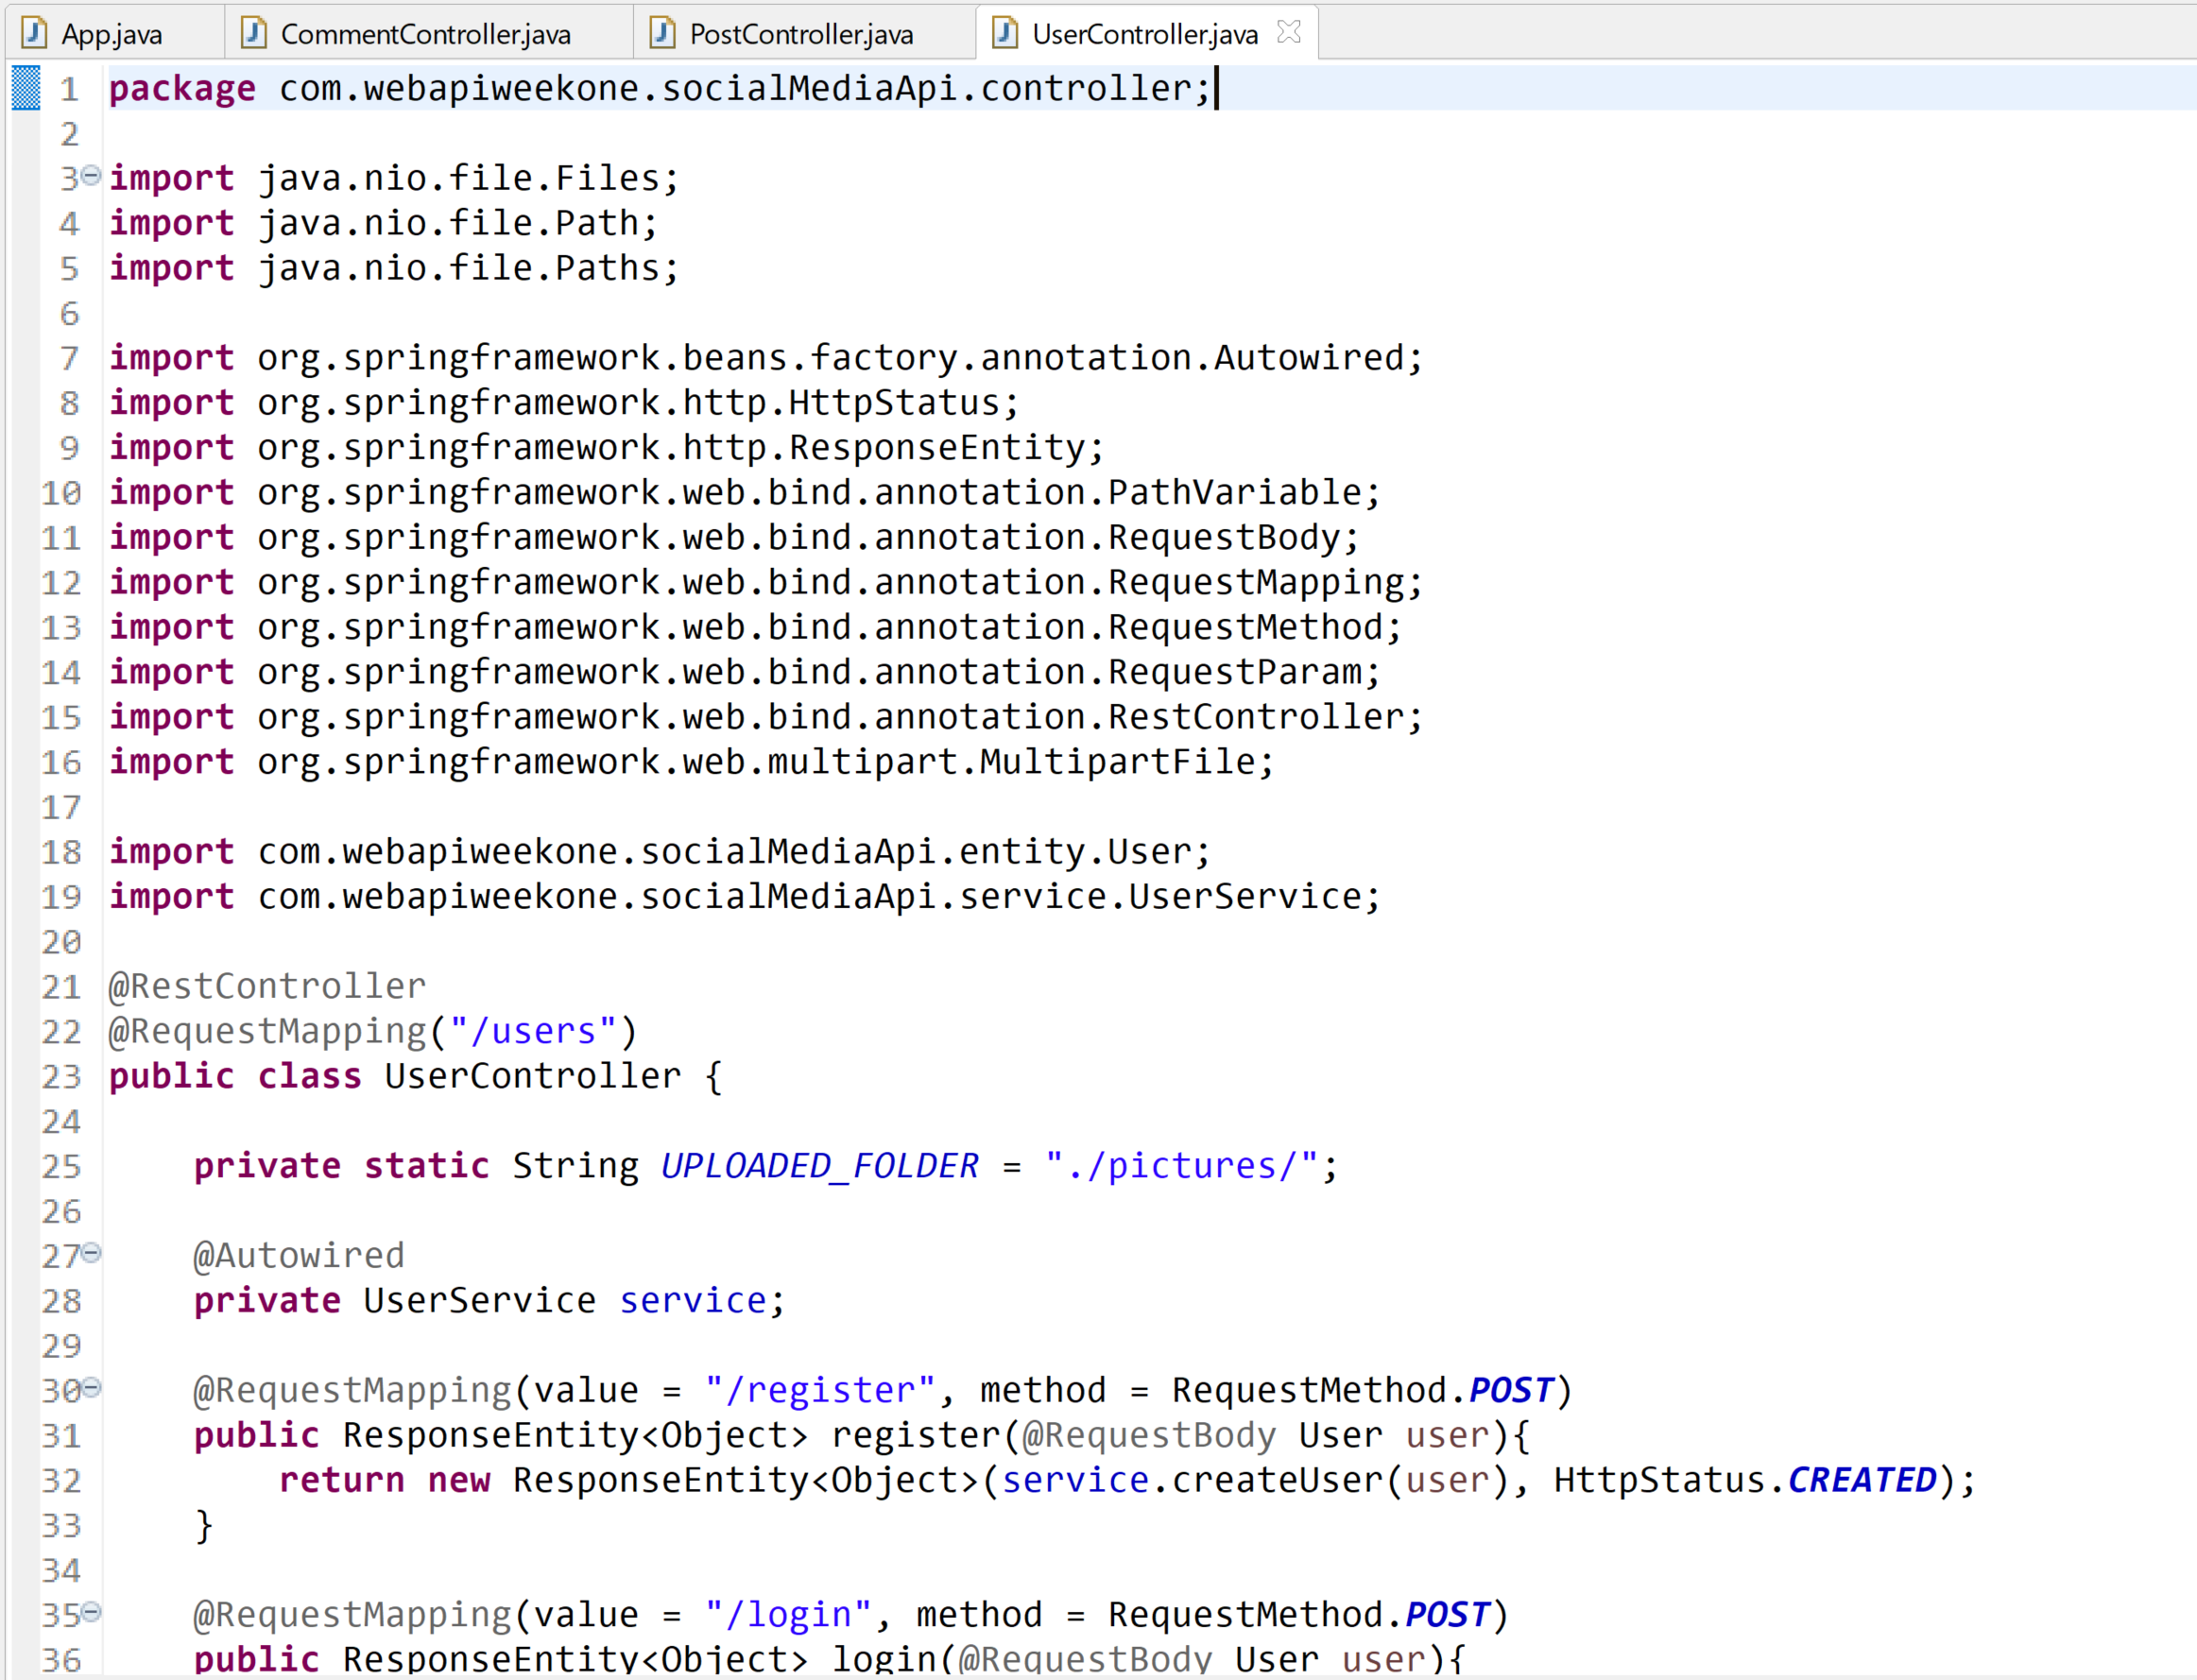 App.java CommentController.java PostController.java UserController.java
1 package com.webapiweekone.socialMediaApi.controller;
2
3 import java.nio.file.Files;
4 import java.nio.file.Path;
5 import java.nio.file.Paths;
6
7 import org.springframework.beans.factory.annotation.Autowired;
8 import org.springframework.http.HttpStatus;
9 import org.springframework.http.ResponseEntity;
10 import org.springframework.web.bind.annotation.PathVariable;
11 import org.springframework.web.bind.annotation.RequestBody;
12 import org.springframework.web.bind.annotation.RequestMapping;
13 import org.springframework.web.bind.annotation.RequestMethod;
14 import org.springframework.web.bind.annotation.RequestParam;
15 import org.springframework.web.bind.annotation.RestController;
16 import org.springframework.web.multipart.MultipartFile;
17
18 import com.webapiweekone.socialMediaApi.entity.User;
19 import com.webapiweekone.socialMediaApi.service.UserService;
20
21 @RestController
22 @RequestMapping("/users")
23 public class UserController {
24
25     private static String UPLOADED_FOLDER = "./pictures/";
26
27     @Autowired
28     private UserService service;
29
30     @RequestMapping(value = "/register", method = RequestMethod.POST)
31     public ResponseEntity<Object> register(@RequestBody User user){
32         return new ResponseEntity<Object>(service.createUser(user), HttpStatus.CREATED);
33     }
34
35     @RequestMapping(value = "/login", method = RequestMethod.POST)
36     public ResponseEntity<Object> login(@RequestBody User user){